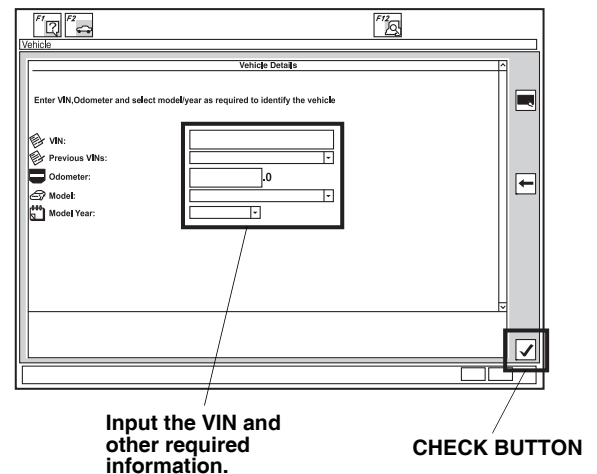 F1 F2 F12
Vehicle
Vehicle Details
Enter VIN,Odometer and select model/year as required to identify the vehicle
VIN:
Previous VINs:
Odometer: .0
Model:
Model Year:
Input the VIN and
other required
information.
CHECK BUTTON